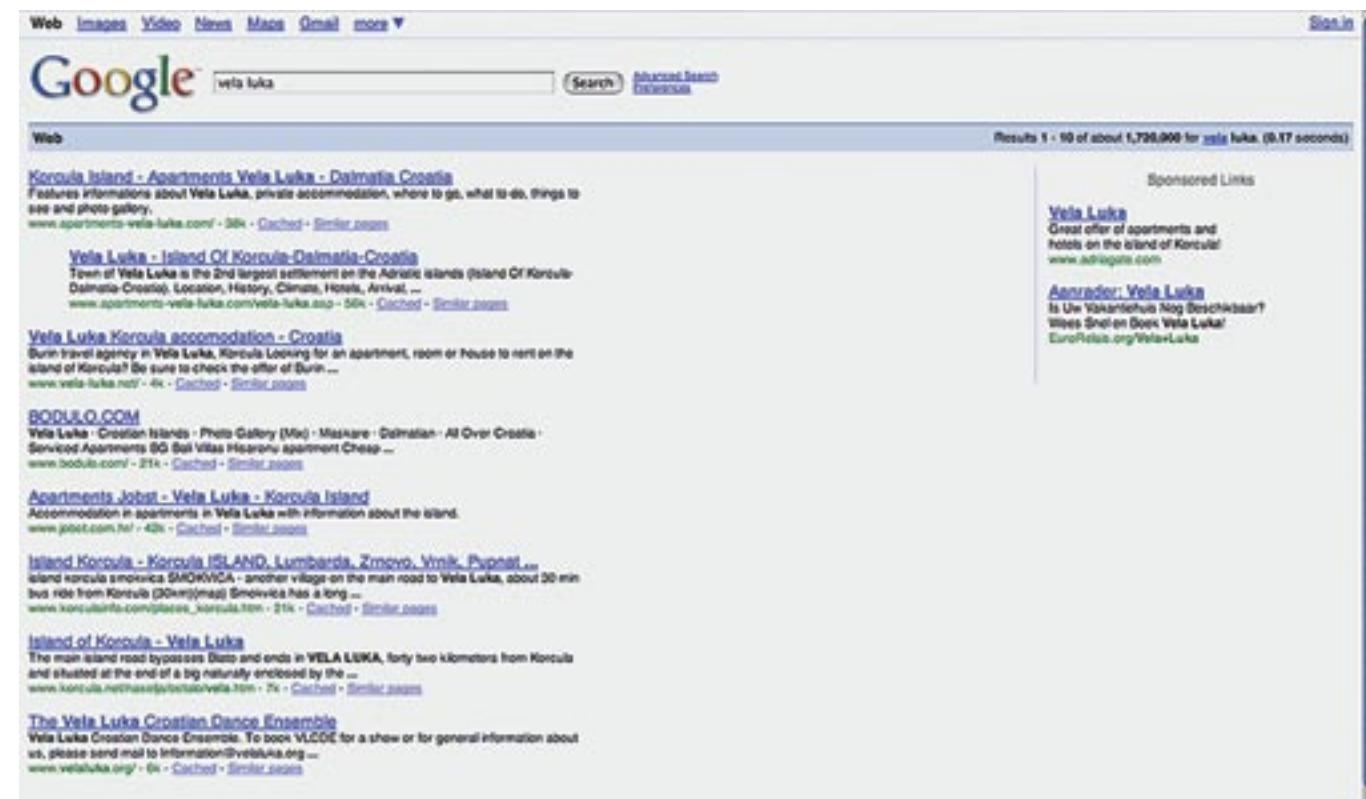 Web Images Video News Maps Gmail more ▼
Sign in
Google vela luka Search Advanced Search
Preferences
Web
Results 1 - 10 of about 1,720,000 for vela luka. (0.17 seconds)
Korcula Island - Apartments Vela Luka - Dalmatia Croatia
Features informations about Vela Luka, private accommodation, where to go, what to do, things to
see and photo gallery.
www.apartments-vela-luka.com/ - 38k - Cached - Similar pages
Vela Luka - Island Of Korcula-Dalmatia-Croatia
Town of Vela Luka is the 2nd largest settlement on the Adriatic islands (Island Of Korcula-
Dalmatia-Croatia). Location, History, Climate, Hotels, Arrival, ...
www.apartments-vela-luka.com/vela-luka.asp - 56k - Cached - Similar pages
Vela Luka Korcula accomodation - Croatia
Burin travel agency in Vela Luka, Korcula Looking for an apartment, room or house to rent on the
island of Korcula? Be sure to check the offer of Burin ...
www.vela-luka.net/ - 4k - Cached - Similar pages
BODULO.COM
Vela Luka · Croatian Islands · Photo Gallery (Mix) · Maskare · Dalmatian · All Over Croatia ·
Serviced Apartments BG Bali Villas Hisaronu apartment Cheap ...
www.bodulo.com/ - 21k - Cached - Similar pages
Apartments Jobst - Vela Luka - Korcula Island
Accommodation in apartments in Vela Luka with information about the island.
www.jobst.com.hr/ - 42k - Cached - Similar pages
Island Korcula - Korcula ISLAND, Lumbarda, Zrnovo, Vrnik, Pupnat ...
island korcula smokvica SMOKVICA - another village on the main road to Vela Luka, about 30 min
bus ride from Korcula (30km)(map) Smokvica has a long ...
www.korculainfo.com/places_korcula.htm - 21k - Cached - Similar pages
Island of Korcula - Vela Luka
The main island road bypasses Blato and ends in VELA LUKA, forty two kilometers from Korcula
and situated at the end of a big naturally enclosed by the ...
www.korcula.net/naselja/ostalo/vela.htm - 7k - Cached - Similar pages
The Vela Luka Croatian Dance Ensemble
Vela Luka Croatian Dance Ensemble. To book VLCDE for a show or for general information about
us, please send mail to information@velaluka.org ...
www.velaluka.org/ - 6k - Cached - Similar pages
Sponsored Links
Vela Luka
Great offer of apartments and
hotels on the island of Korcula!
www.adriagate.com
Aanrader: Vela Luka
Is Uw Vakantiehuis Nog Beschikbaar?
Wees Snel en Boek Vela Luka!
EuroRelais.org/Vela+Luka